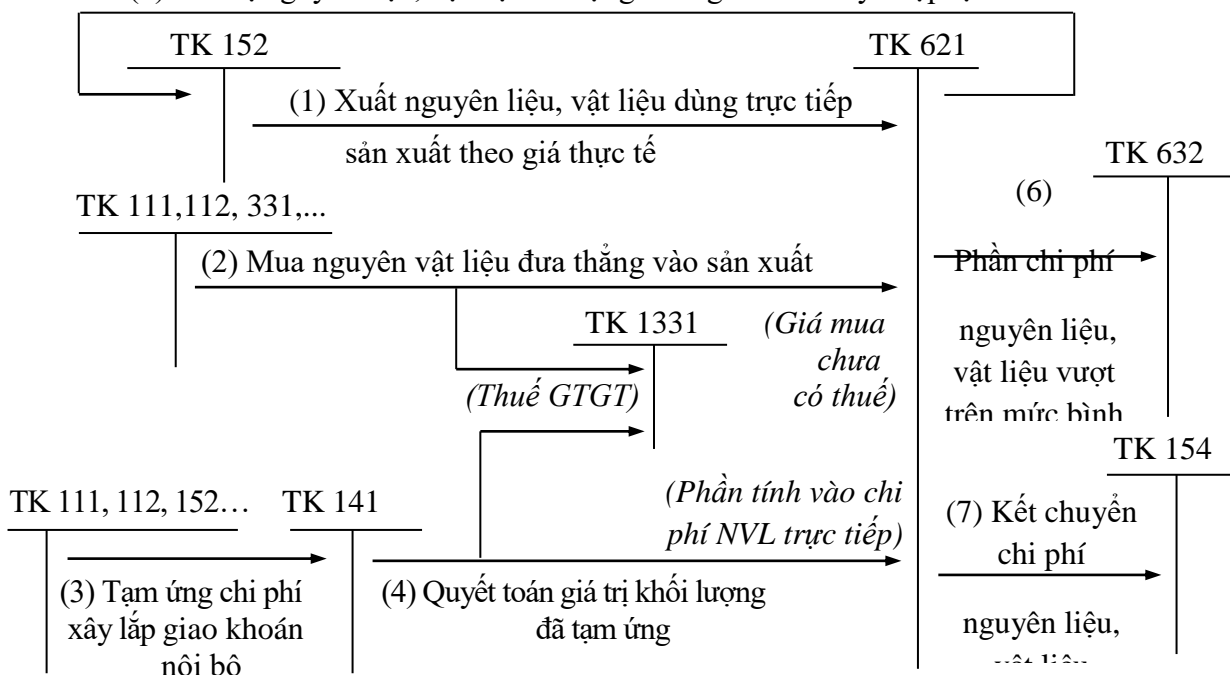 TK 152
TK 621
(1) Xuất nguyên liệu, vật liệu dùng trực tiếp
sản xuất theo giá thực tế
TK 632
(6)
TK 111,112, 331,...
(2) Mua nguyên vật liệu đưa thẳng vào sản xuất
Phần chi phí
TK 1331
(Giá mua
chưa
có thuế)
nguyên liệu,
vật liệu vượt
trên mức bình
(Thuế GTGT)
TK 154
TK 111, 112, 152…
TK 141
(Phần tính vào chi
phí NVL trực tiếp)
(7) Kết chuyển
chi phí
(3) Tạm ứng chi phí
xây lắp giao khoán
nội bộ
(4) Quyết toán giá trị khối lượng
đã tạm ứng
nguyên liệu,